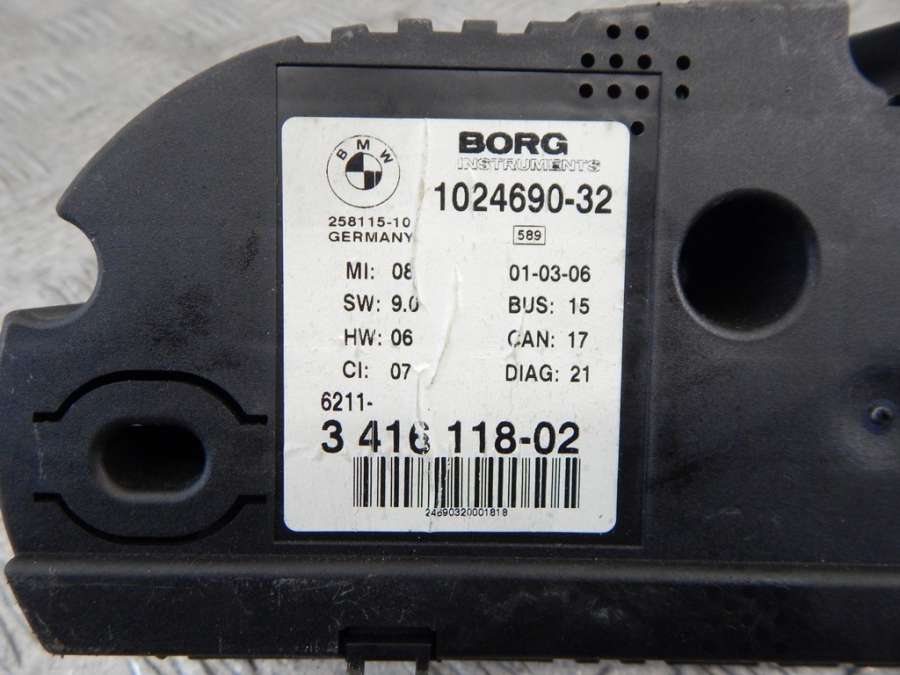 BMW
BORG
INSTRUMENTS
1024690-32
258115-10
GERMANY
589
MI: 08
01-03-06
SW: 9.0
BUS: 15
HW: 06
CAN: 17
CI: 07
DIAG: 21
6211-
3 416 118-02
24690320001818